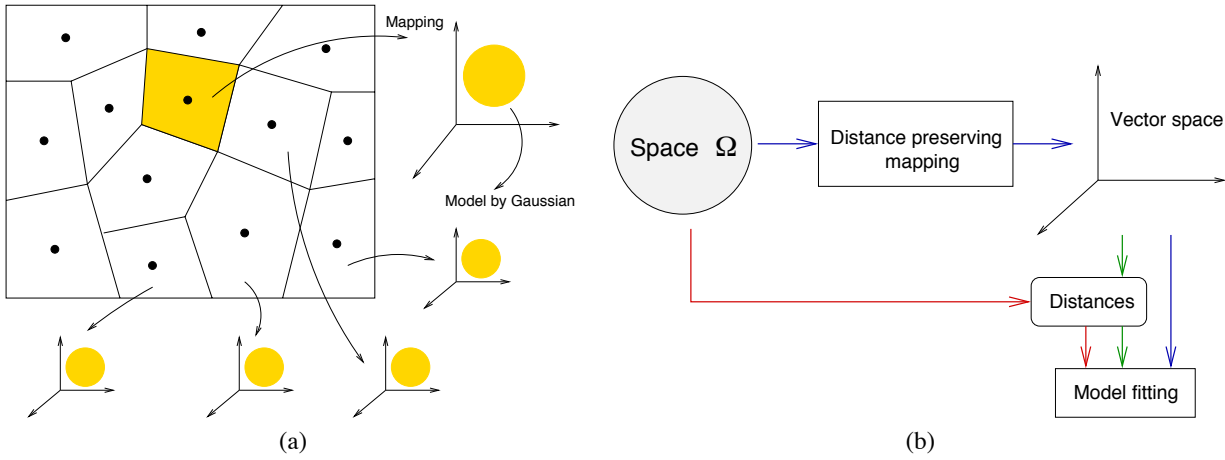 Mapping
Model by Gaussian
(a)
Space Ω
Distance preserving
mapping
Vector space
Distances
Model fitting
(b)